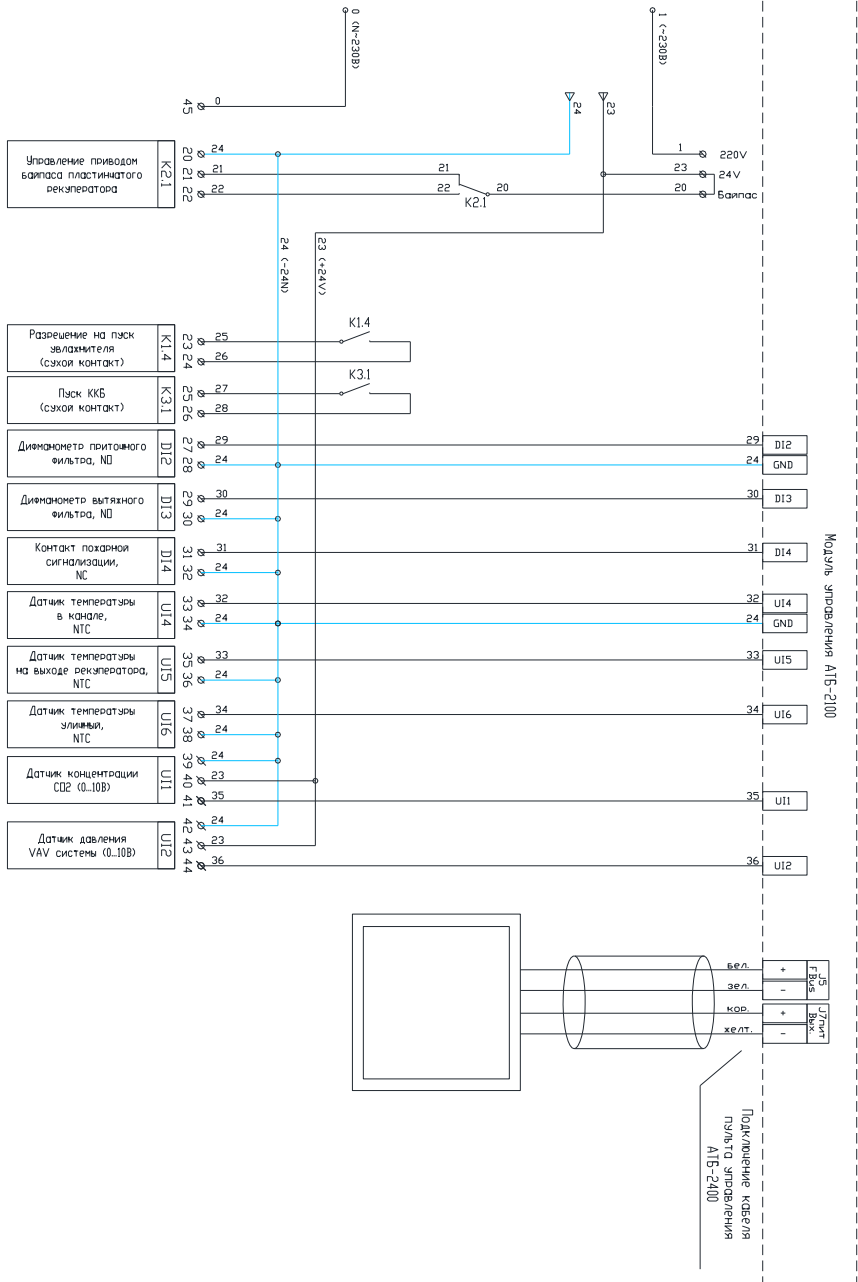 0 (N~230В)
1 (~230В)
24
23
45
0
Управление приводом
байпаса пластинчатого
рекуператора
K2.1
20
24
21
21
22
22
21
22
K2.1
20
1
220V
23
24V
20
Байпас
24 (-24N)
23 (+24V)
Разрешение на пуск
увлажнителя
(сухой контакт)
K1.4
23
25
24
26
K1.4
Пуск ККБ
(сухой контакт)
K3.1
25
27
26
28
K3.1
Дифманометр приточного
фильтра, NO
DI2
27
29
28
24
29
DI2
24
GND
Дифманометр вытяжного
фильтра, NO
DI3
29
30
30
24
30
DI3
Контакт пожарной
сигнализации,
NC
DI4
31
31
32
24
31
DI4
Модуль управления АТБ-2100
Датчик температуры
в канале,
NTC
UI4
33
32
34
24
32
UI4
24
GND
Датчик температуры
на выходе рекуператора,
NTC
UI5
35
33
36
24
33
UI5
Датчик температуры
уличный,
NTC
UI6
37
34
38
24
34
UI6
Датчик концентрации
CO2 (0...10В)
UI1
39
24
40
23
41
35
35
UI1
Датчик давления
VAV системы (0...10В)
UI2
42
24
43
23
44
36
36
UI2
бел.
+
зел.
-
J5
F Bus
кор.
+
желт.
-
J7пит
Вых.
Подключение кабеля
пульта управления
АТБ-2400